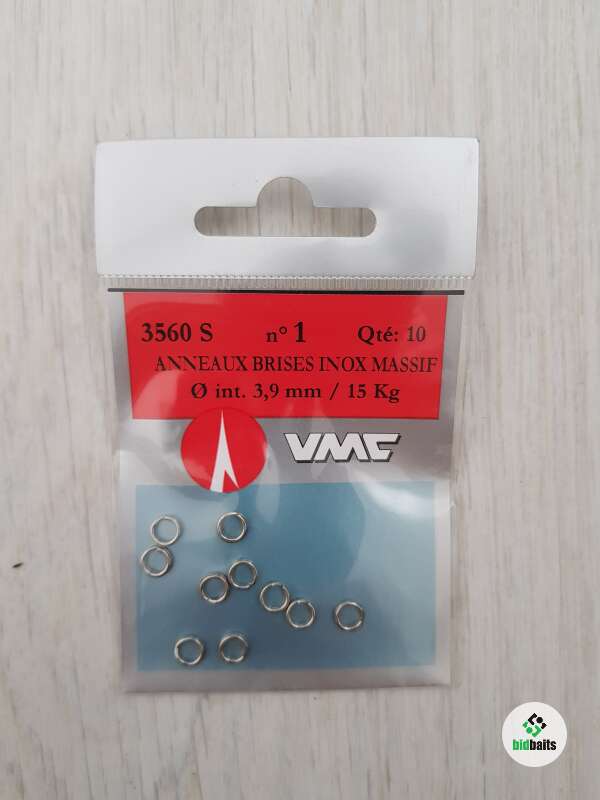 3560 S n° 1 Qté: 10
ANNEAUX BRISES INOX MASSIF
Ø int. 3,9 mm / 15 Kg
VMC
bidbaits